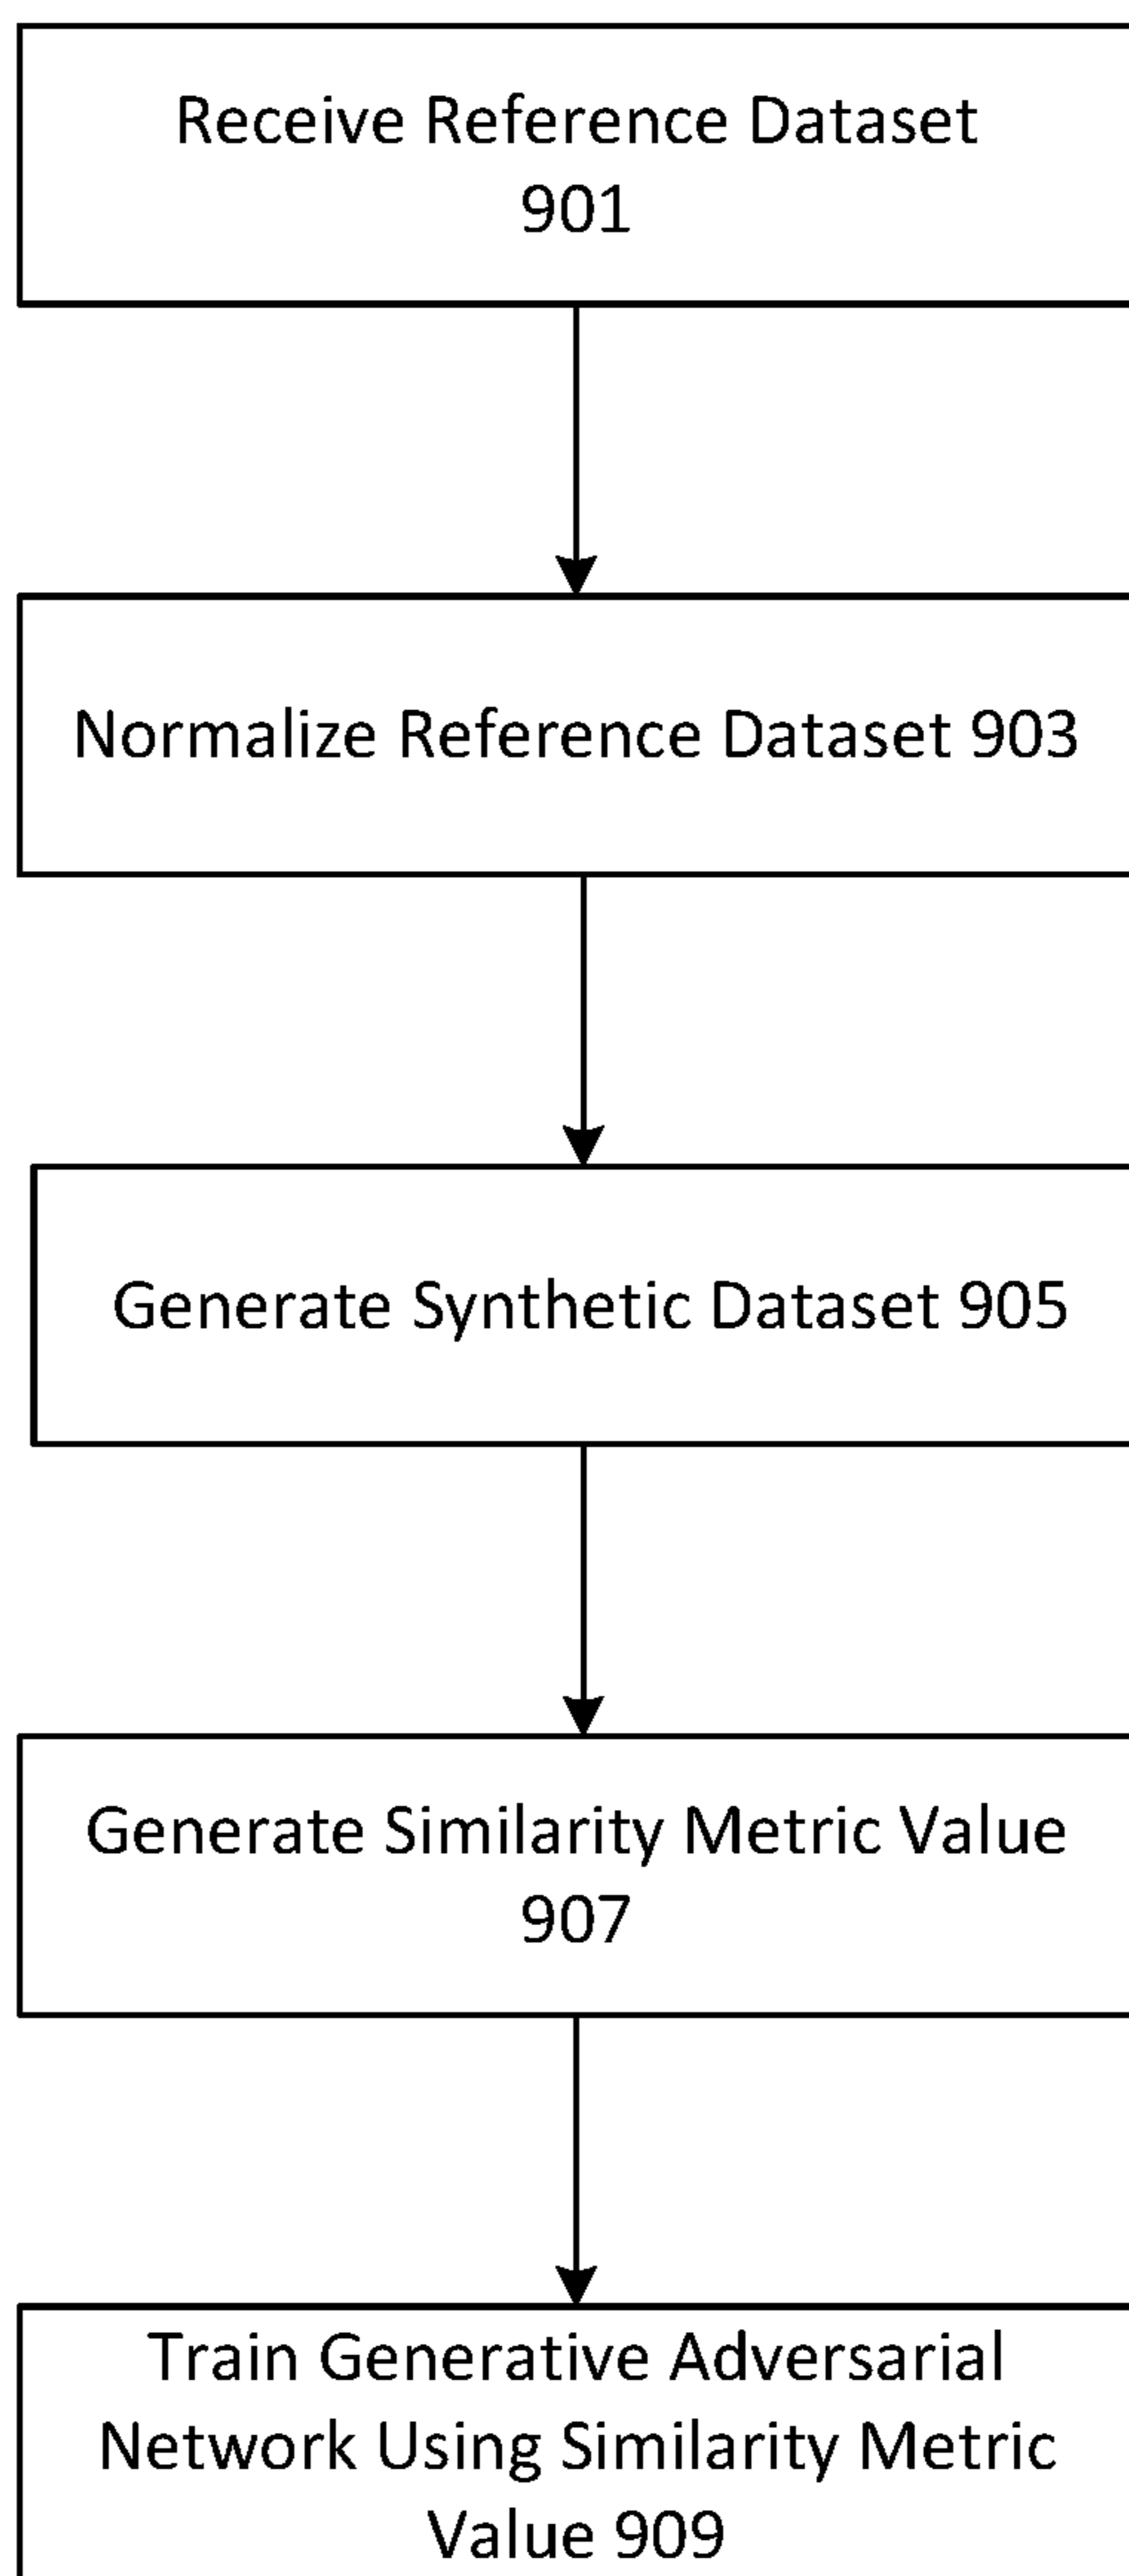 Receive Reference Dataset
901
Normalize Reference Dataset 903
Generate Synthetic Dataset 905
Generate Similarity Metric Value
907
Train Generative Adversarial
Network Using Similarity Metric
Value 909